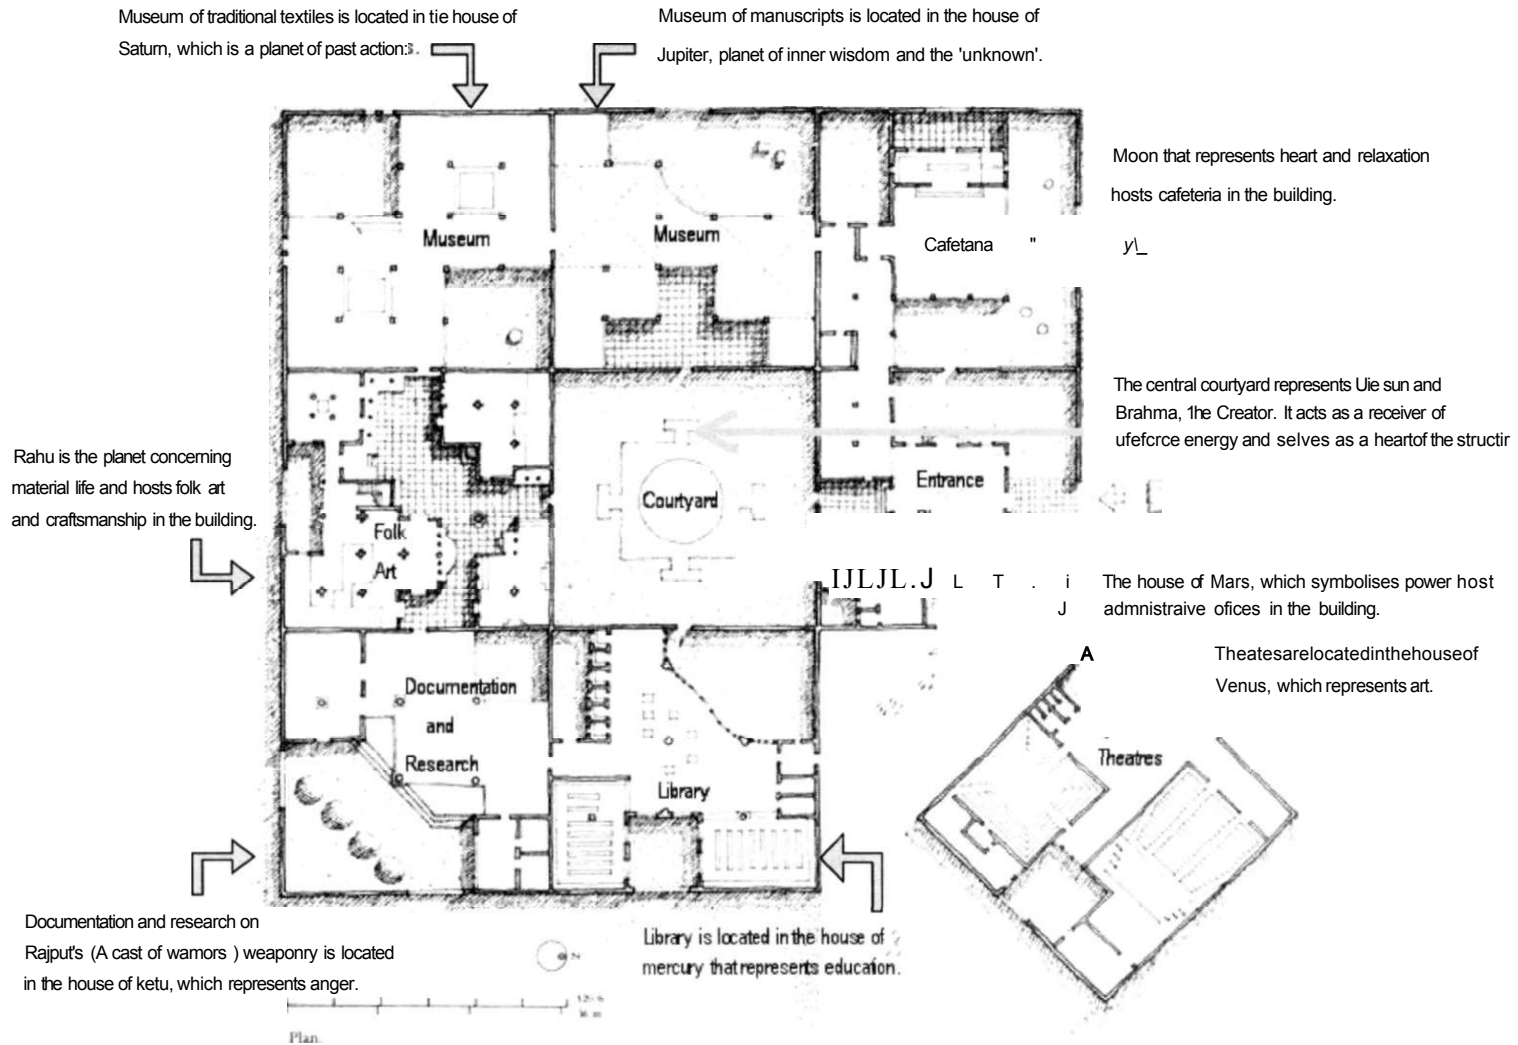 Museum of traditional textiles is located in tie house of
Saturn, which is a planet of past action:
Museum of manuscripts is located in the house of
Jupiter, planet of inner wisdom and the 'unknown'.
Moon that represents heart and relaxation
hosts cafeteria in the building.
Museum
Museum
Cafetana " y\_
The central courtyard represents Uie sun and
Brahma, 1he Creator. It acts as a receiver of
ufefcrce energy and selves as a heartof the structir
Rahu is the planet concerning
material life and hosts folk art
and craftsmanship in the building.
Entrance
Courtyard
Folk
Art
.IJLJL.J L T . i
J
The house of Mars, which symbolises power host
admnistraive ofices in the building.
A
Theatesarelocatedinthehouseof
Venus, which represents art.
Documentation
and
Research
Theatres
Library
Documentation and research on
Rajput's (A cast of wamors ) weaponry is located
in the house of ketu, which represents anger.
Library is located in the house of
mercury that represents education.
N
Plan.